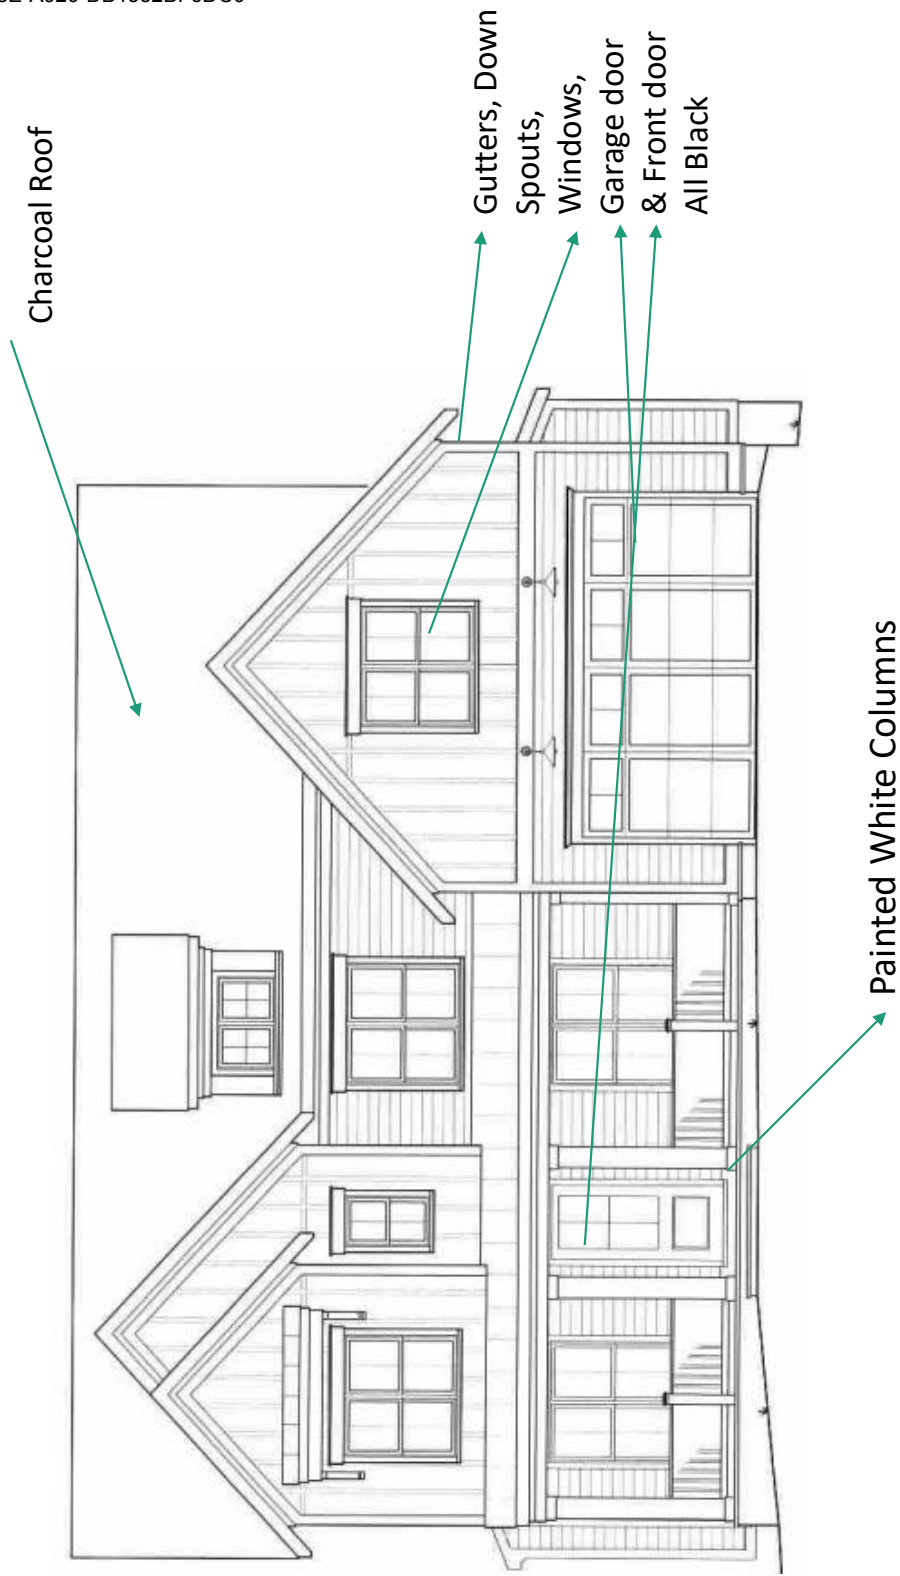 Charcoal Roof
Gutters, Down
Spouts,
Windows,
Garage door
& Front door
All Black
Painted White Columns